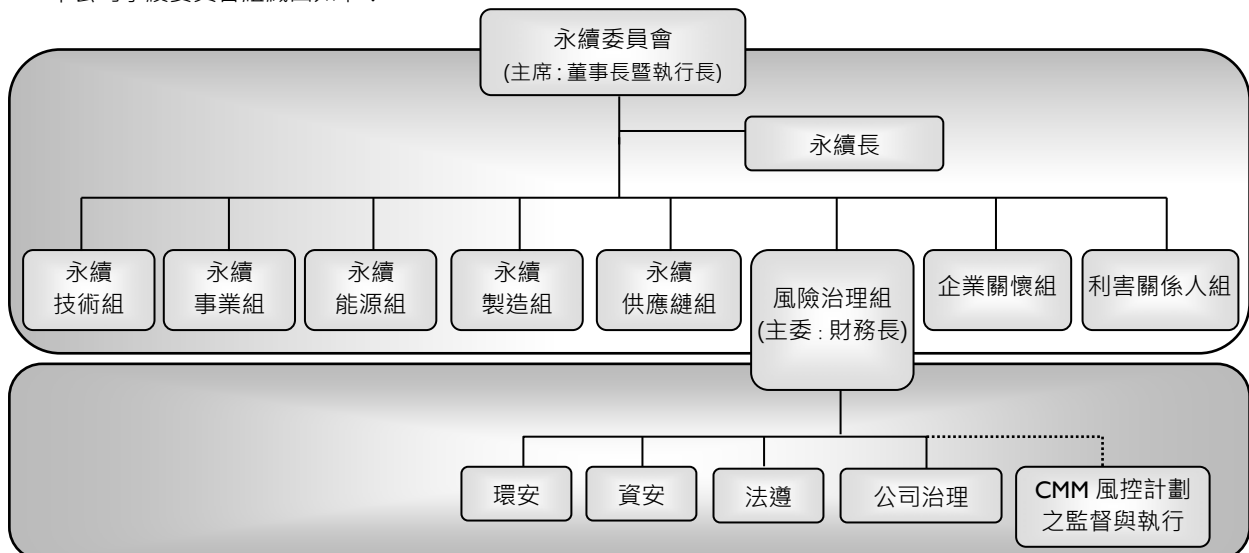 永續委員會
(主席 : 董事長暨執行長)
永續長
永續
技術組
永續
事業組
永續
能源組
永續
製造組
永續
供應鏈組
風險治理組
(主委 : 財務長)
企業關懷組
利害關係人組
環安
資安
法遵
公司治理
CMM 風控計劃
之監督與執行